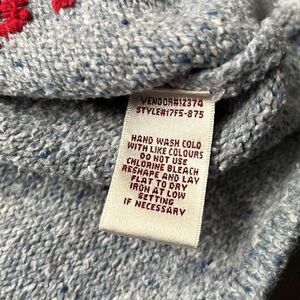 VENDOR#12374
STYLE#17F5-875
HAND WASH COLD
WITH LIKE COLOURS
DO NOT USE
CHLORINE BLEACH
RESHAPE AND LAY
FLAT TO DRY
IRON AT LOW
SETTING
IF NECESSARY